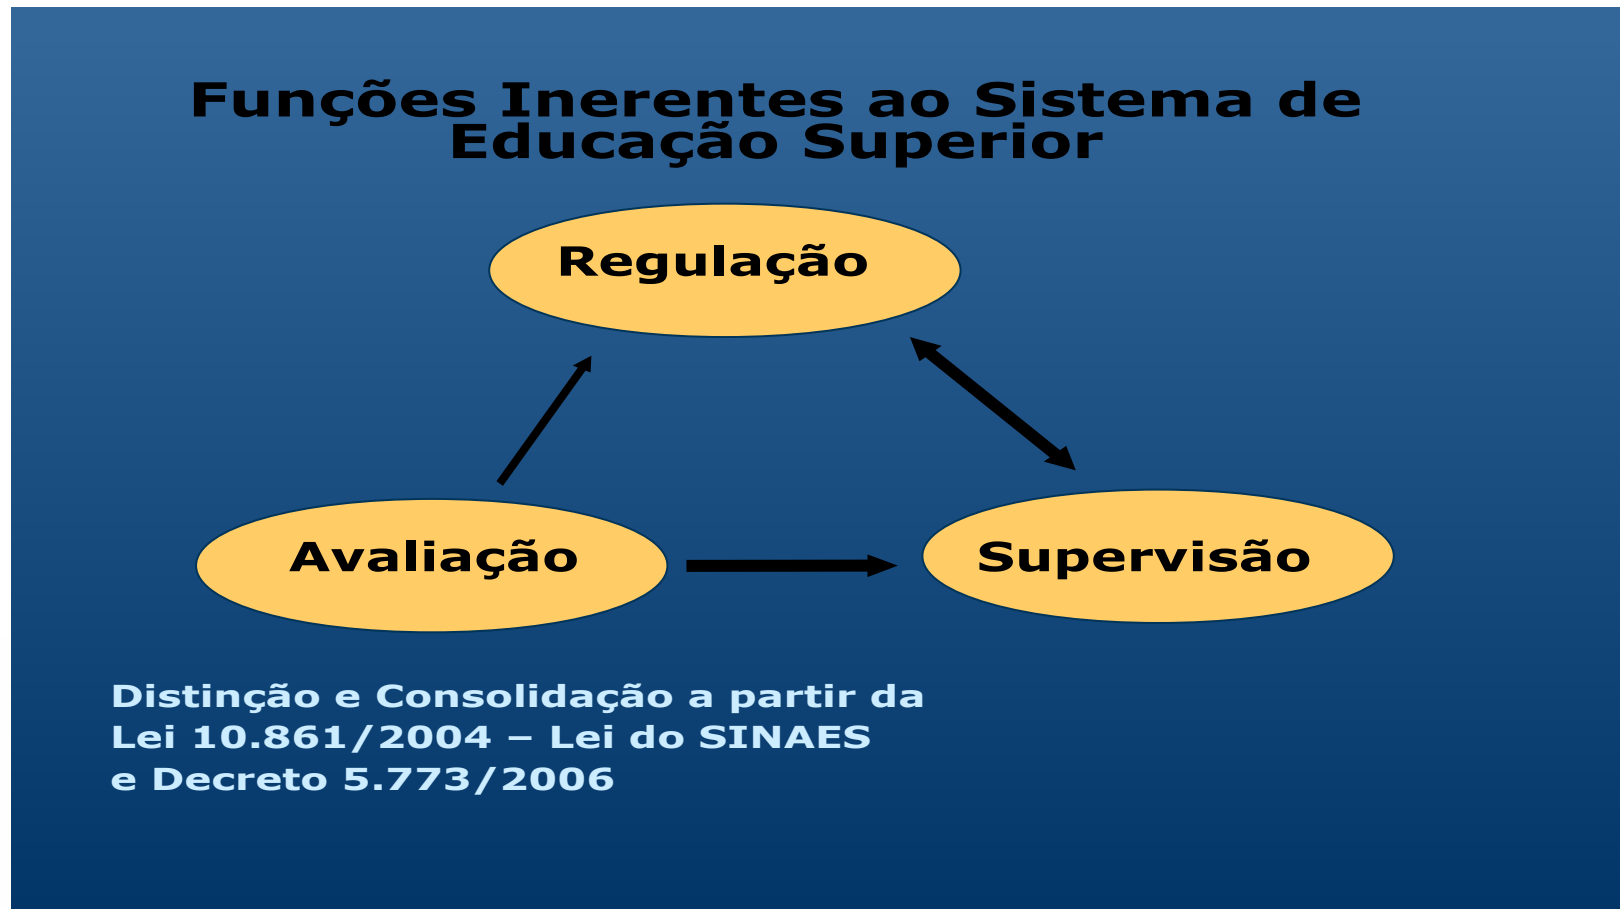 Funções Inerentes ao Sistema de
Educação Superior
Regulação
Avaliação
Supervisão
Distinção e Consolidação a partir da
Lei 10.861/2004 – Lei do SINAES
e Decreto 5.773/2006